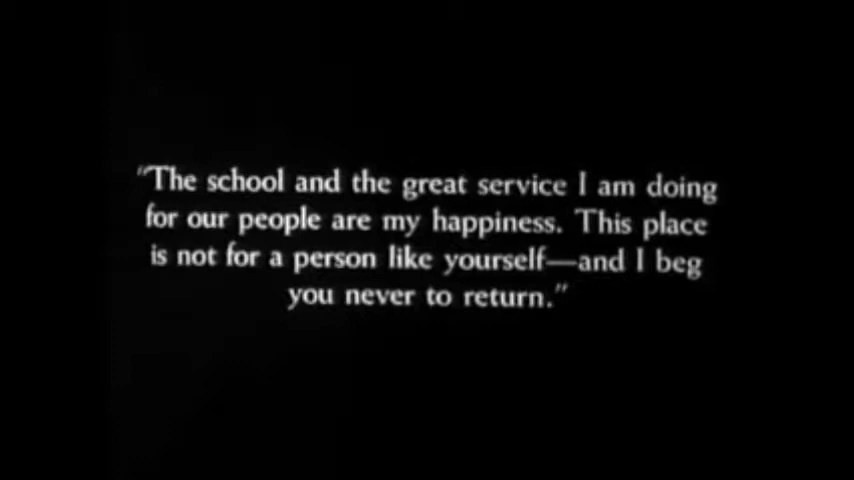 "The school and the great service I am doing
for our people are my happiness. This place
is not for a person like yourself—and I beg
you never to return."